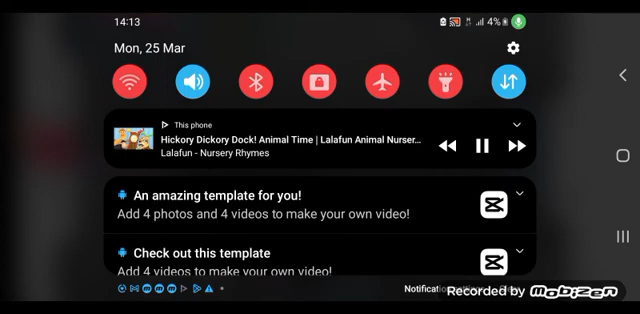 14:13
4%
Mon, 25 Mar
This phone
Hickory Dickory Dock! Animal Time | Lalafun Animal Nurser...
Lalafun - Nursery Rhymes
An amazing template for you!
Add 4 photos and 4 videos to make your own video!
Check out this template
Add 4 videos to make your own video!
Recorded by MOBIZEN